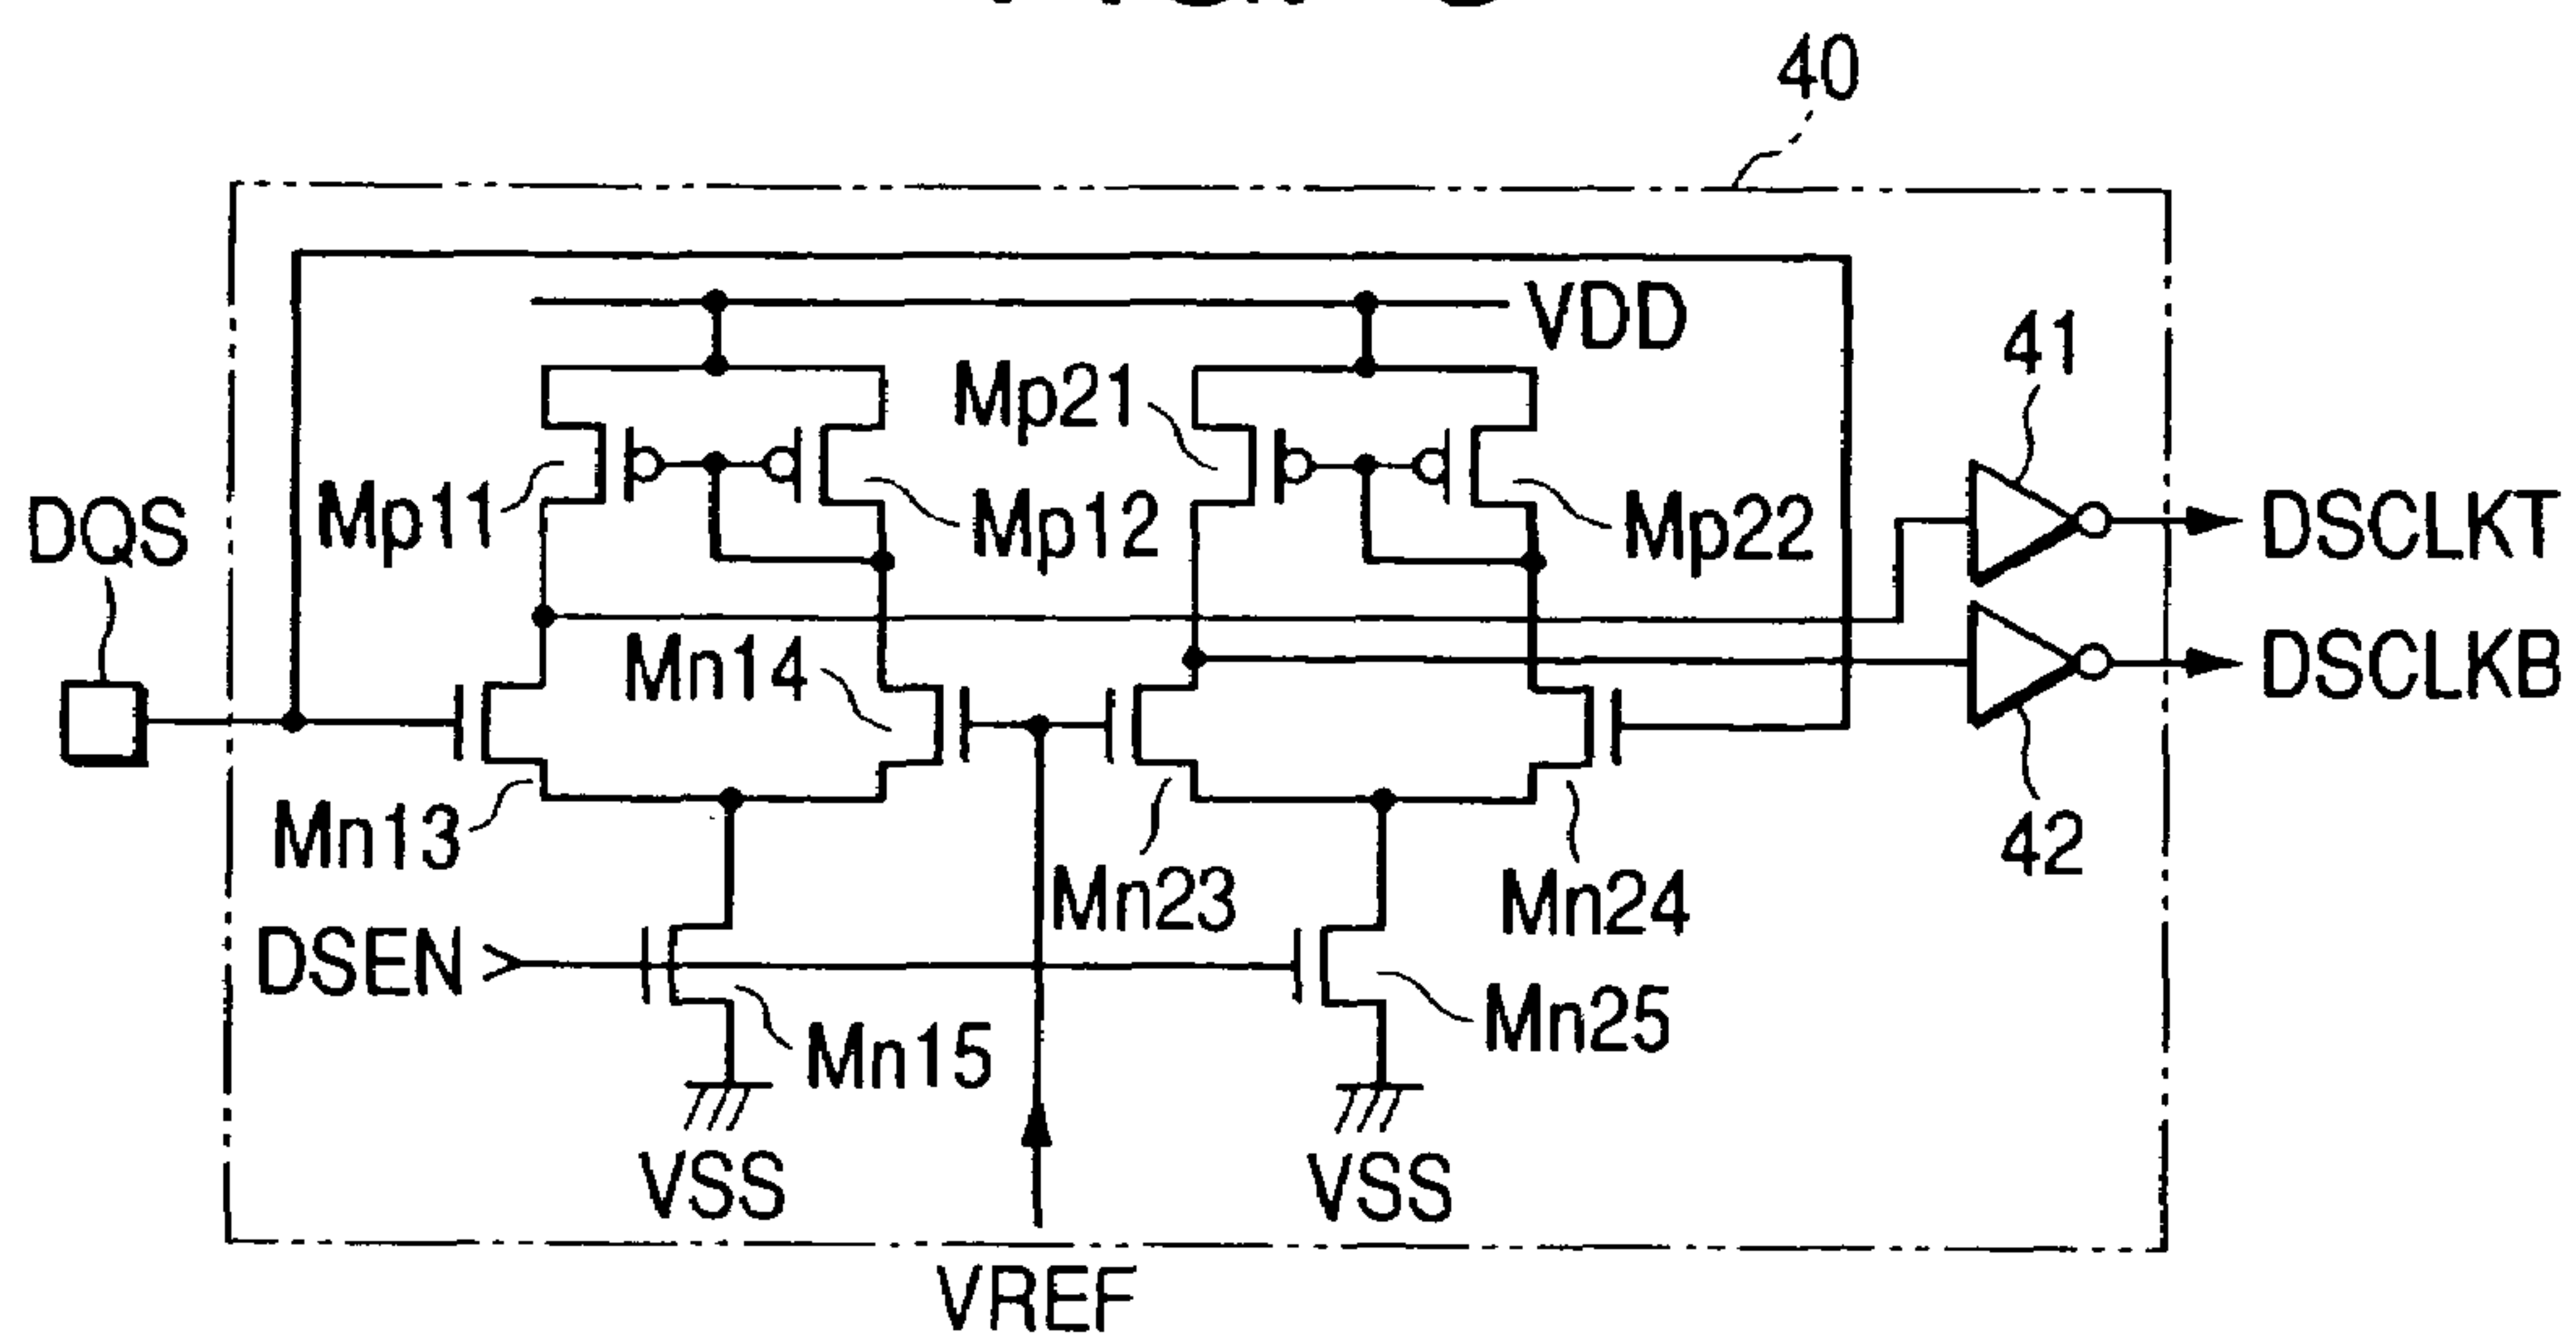 40
VDD
41
Mp21
Mp11
Mp12
Mp22
DQS
DSCLKT
Mn14
DSCLKB
Mn13
42
Mn23
Mn24
DSEN
Mn25
Mn15
VSS
VSS
VREF